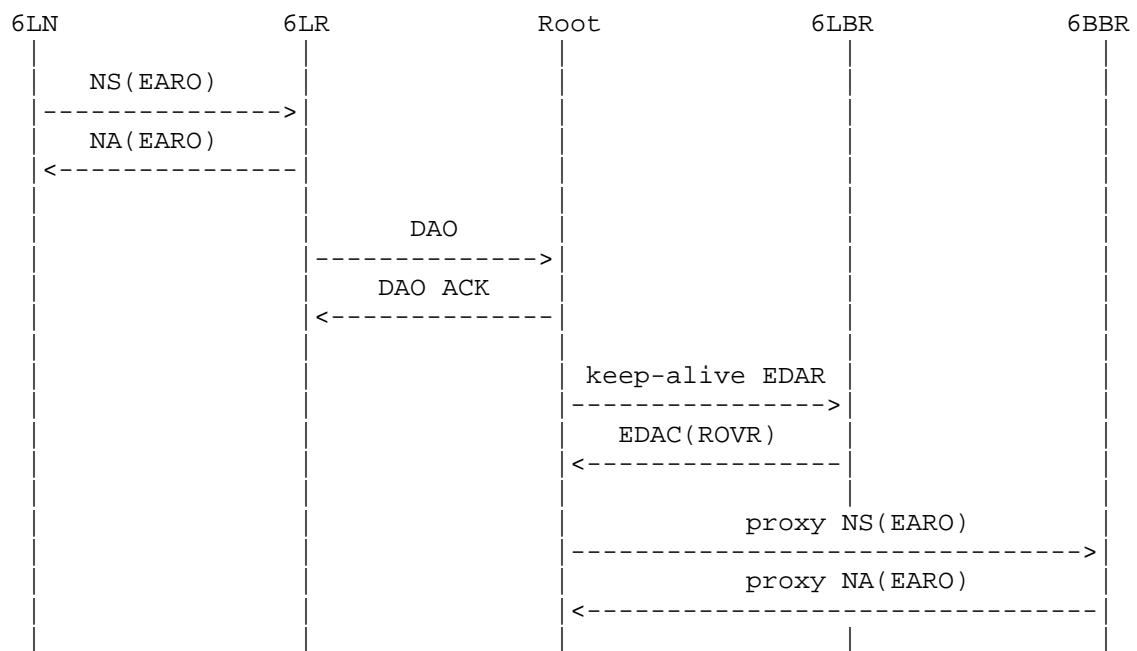 6LN 6LR Root 6LBR 6BBR
NS(EARO)
NA(EARO)
DAO
DAO ACK
keep-alive EDAR
EDAC(ROVR)
proxy NS(EARO)
proxy NA(EARO)